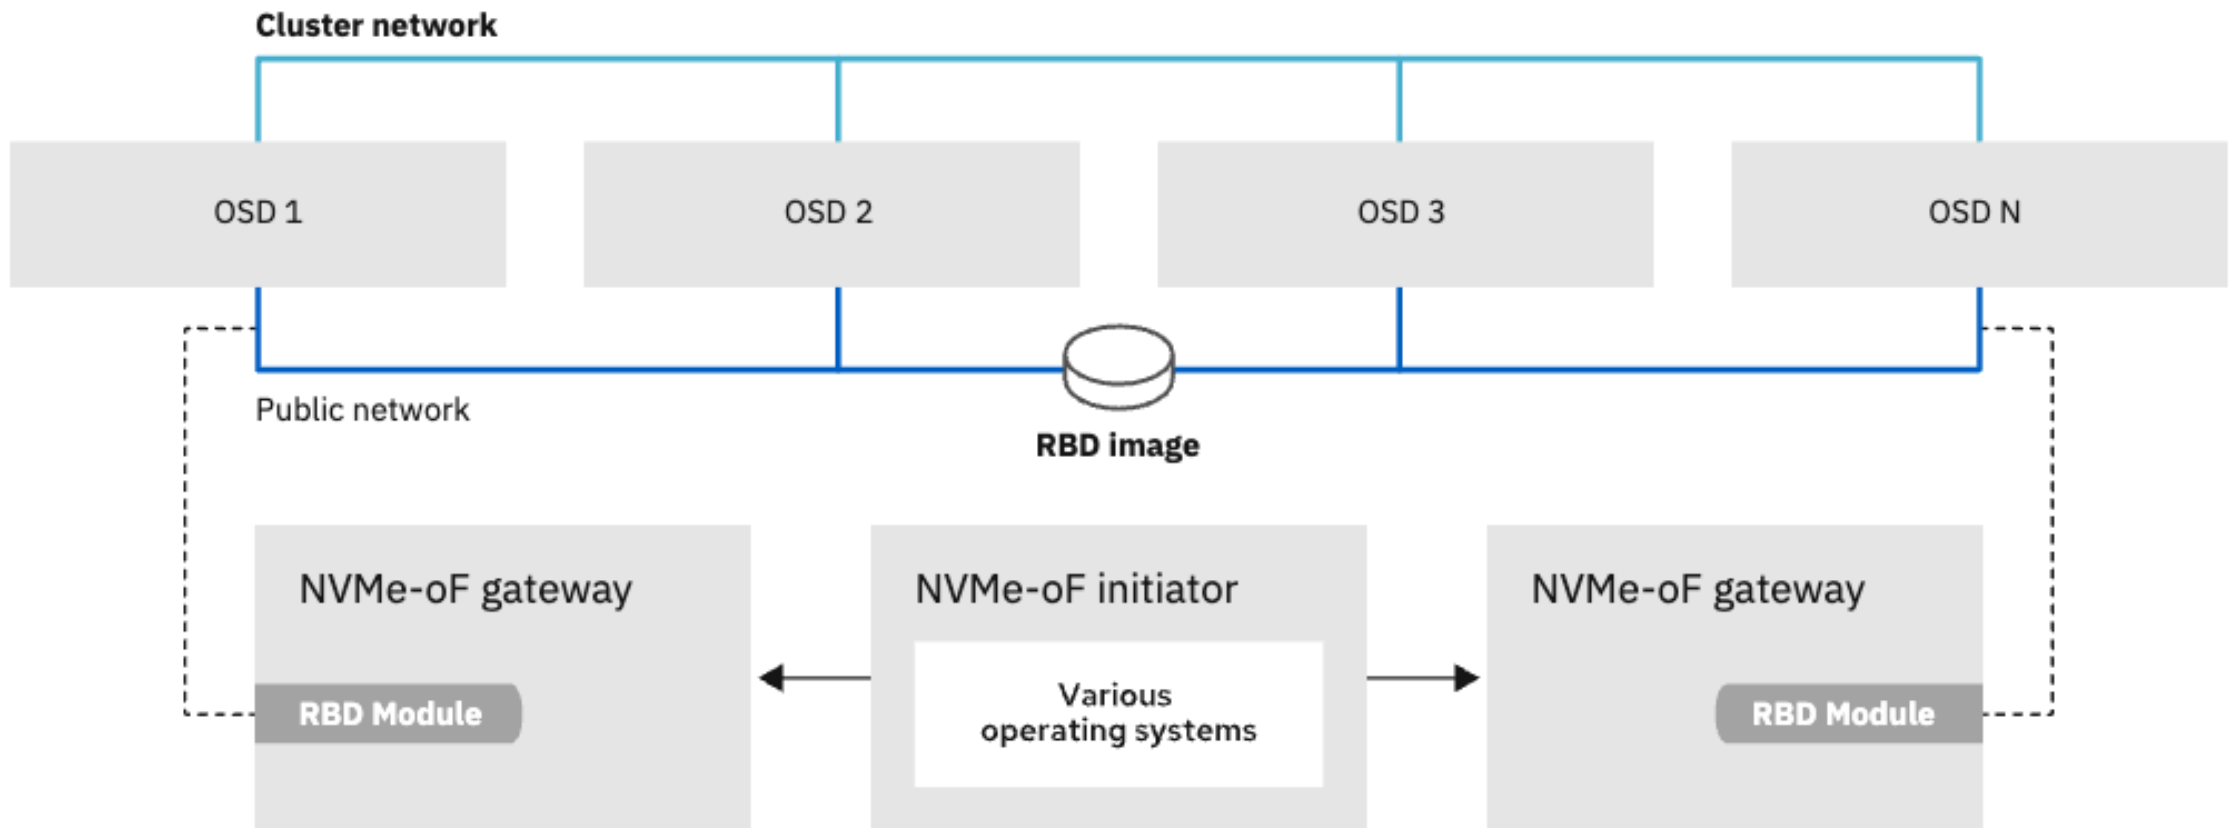 Cluster network
OSD 1
OSD 2
OSD 3
OSD N
Public network
RBD image
NVMe-oF gateway
RBD Module
NVMe-oF initiator
Various
operating systems
NVMe-oF gateway
RBD Module